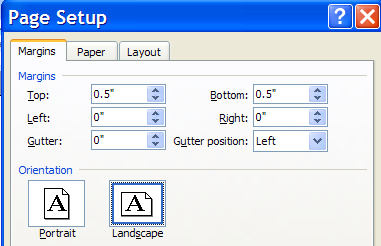 Page Setup
Margins Paper Layout
Margins
Top: 0.5" Bottom: 0.5"
Left: 0" Right: 0"
Gutter: 0" Gutter position: Left
Orientation
A A
Portrait Landscape